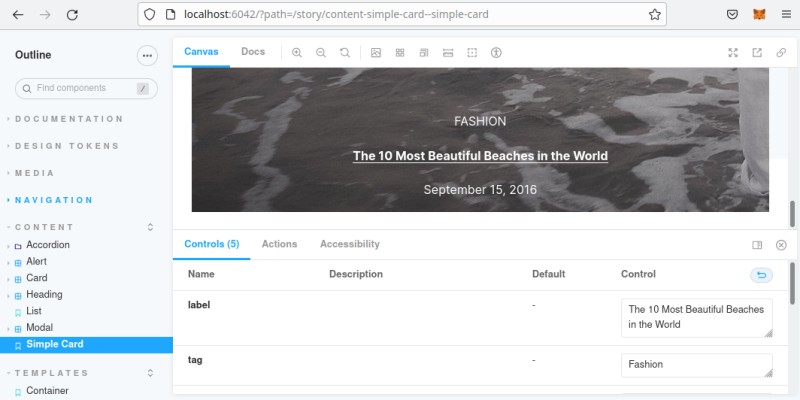 localhost:6042/?path=/story/content-simple-card--simple-card
Outline
Find components
/
DOCUMENTATION
DESIGN TOKENS
MEDIA
NAVIGATION
CONTENT
Accordion
Alert
Card
Heading
List
Modal
Simple Card
TEMPLATES
Container
Canvas
Docs
FASHION
The 10 Most Beautiful Beaches in the World
September 15, 2016
Controls (5)
Actions
Accessibility
Name
Description
Default
Control
label
-
The 10 Most Beautiful Beaches
in the World
tag
-
Fashion